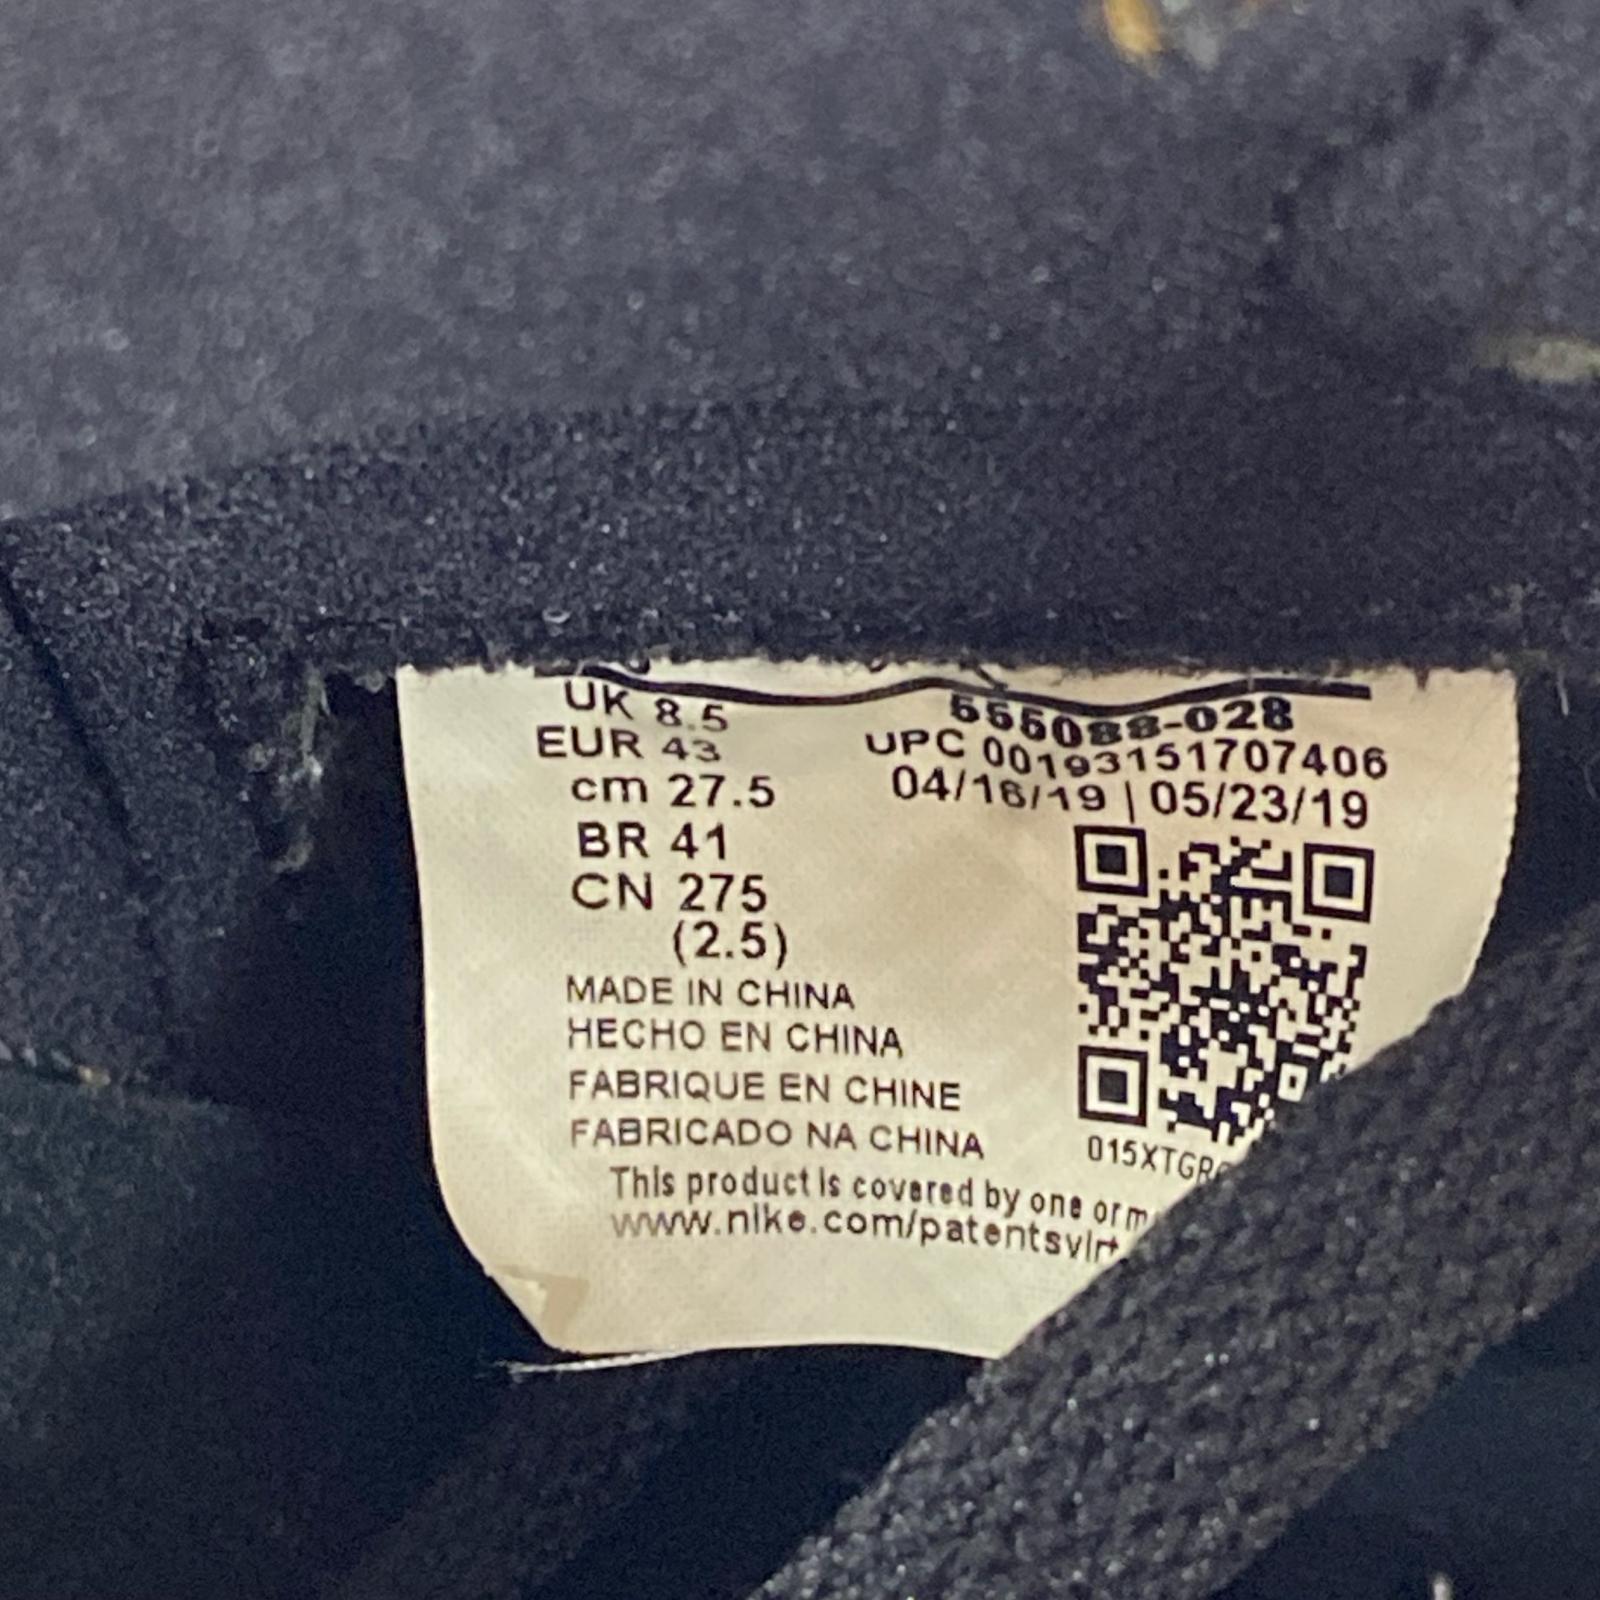 UK 8.5
EUR 43
cm 27.5
BR 41
CN 275
(2.5)
555088-028
UPC 00193151707406
04/16/19 | 05/23/19
MADE IN CHINA
HECHO EN CHINA
FABRIQUE EN CHINE
FABRICADO NA CHINA
015XTGR
This product is covered by one or m
www.nike.com/patentsvirt